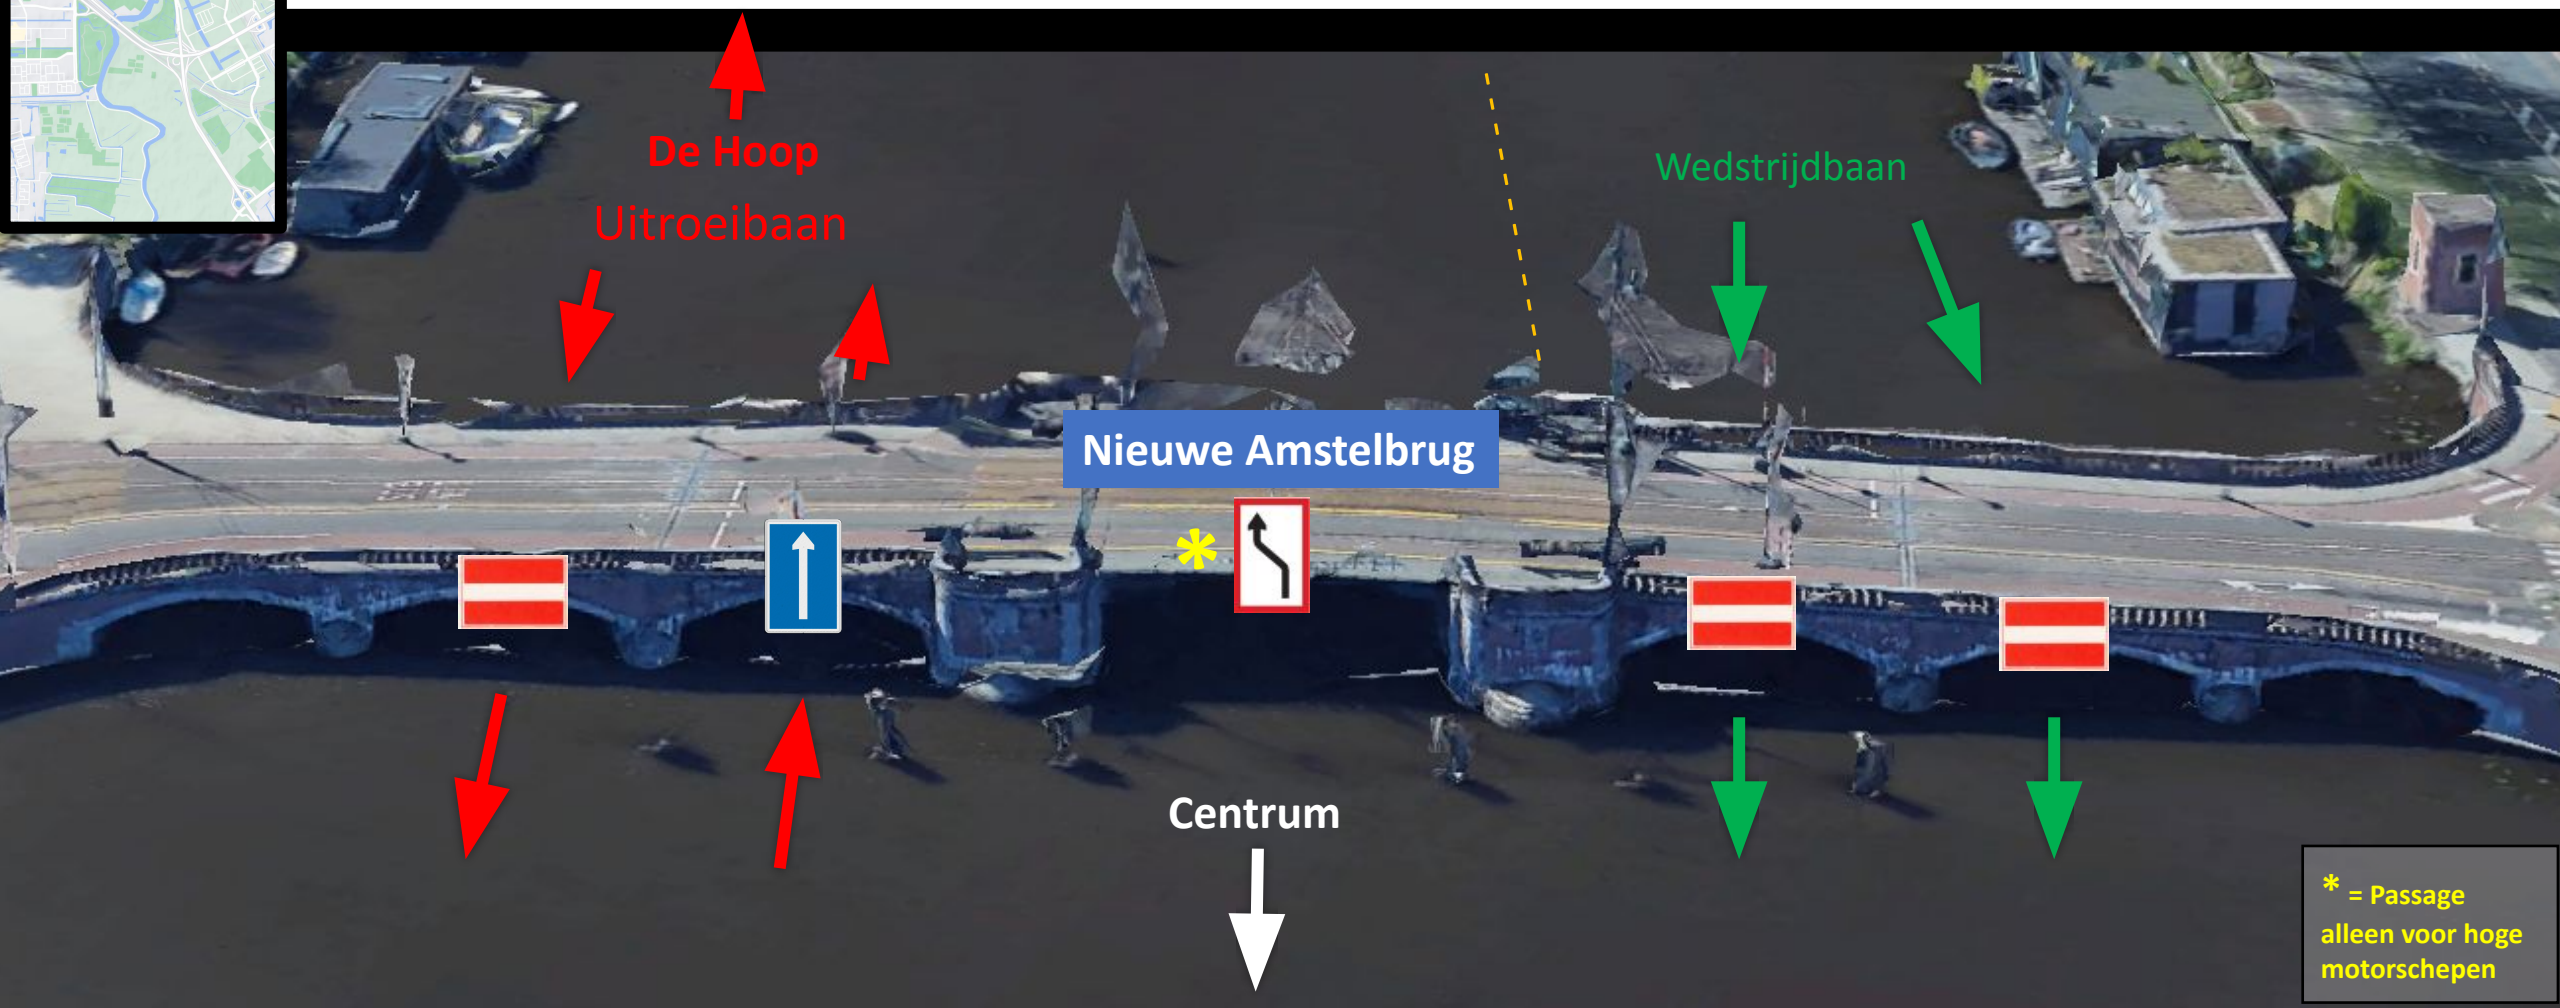 De Hoop
Uitroeibaan
Wedstrijdbaan
Nieuwe Amstelbrug
*
Centrum
* = Passage
alleen voor hoge
motorschepen